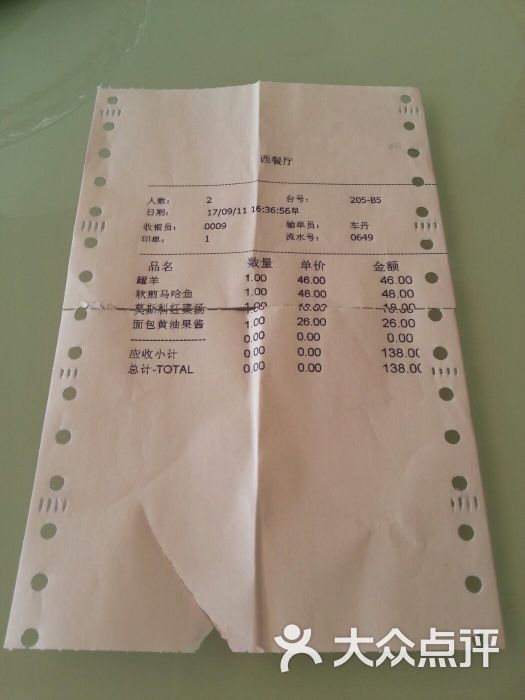 西餐厅
人数： 2 台号： 205-B5
日期： 17/09/11 16:36:56早
收银员： 0009 输单员： 车丹
印单： 1 流水号： 0649
品名 数量 单价 金额
罐羊 1.00 46.00 46.00
软煎马哈鱼 1.00 48.00 48.00
莫斯科红菜汤 1.00 18.00 18.00
面包黄油果酱 1.00 26.00 26.00
-------------------- 0.00 0.00 0.00
应收小计 0.00 0.00 138.00
总计-TOTAL 0.00 0.00 138.00
大众点评